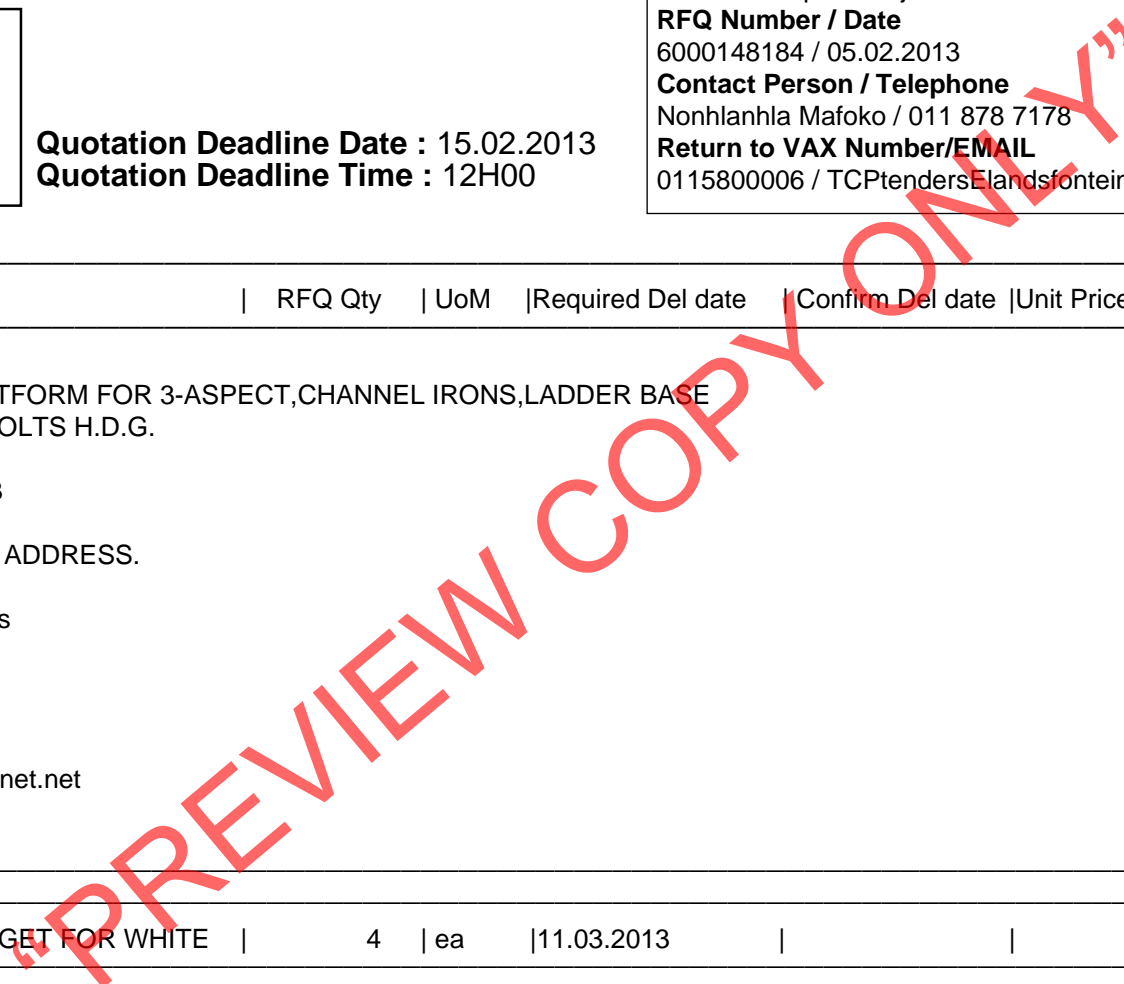 RFQ Number / Date
6000148184 / 05.02.2013
Contact Person / Telephone
Nonhlanhla Mafoko / 011 878 7178
Return to VAX Number/EMAIL
0115800006 / TCPtendersElandsfontein
Quotation Deadline Date : 15.02.2013
Quotation Deadline Time : 12H00
| RFQ Qty | UoM |Required Del date | Confirm Del date |Unit Price
TFORM FOR 3-ASPECT,CHANNEL IRONS,LADDER BASE
OLTS H.D.G.
ADDRESS.
s
net.net
GET FOR WHITE | 4 | ea |11.03.2013 | |
“PREVIEW COPY ONLY”